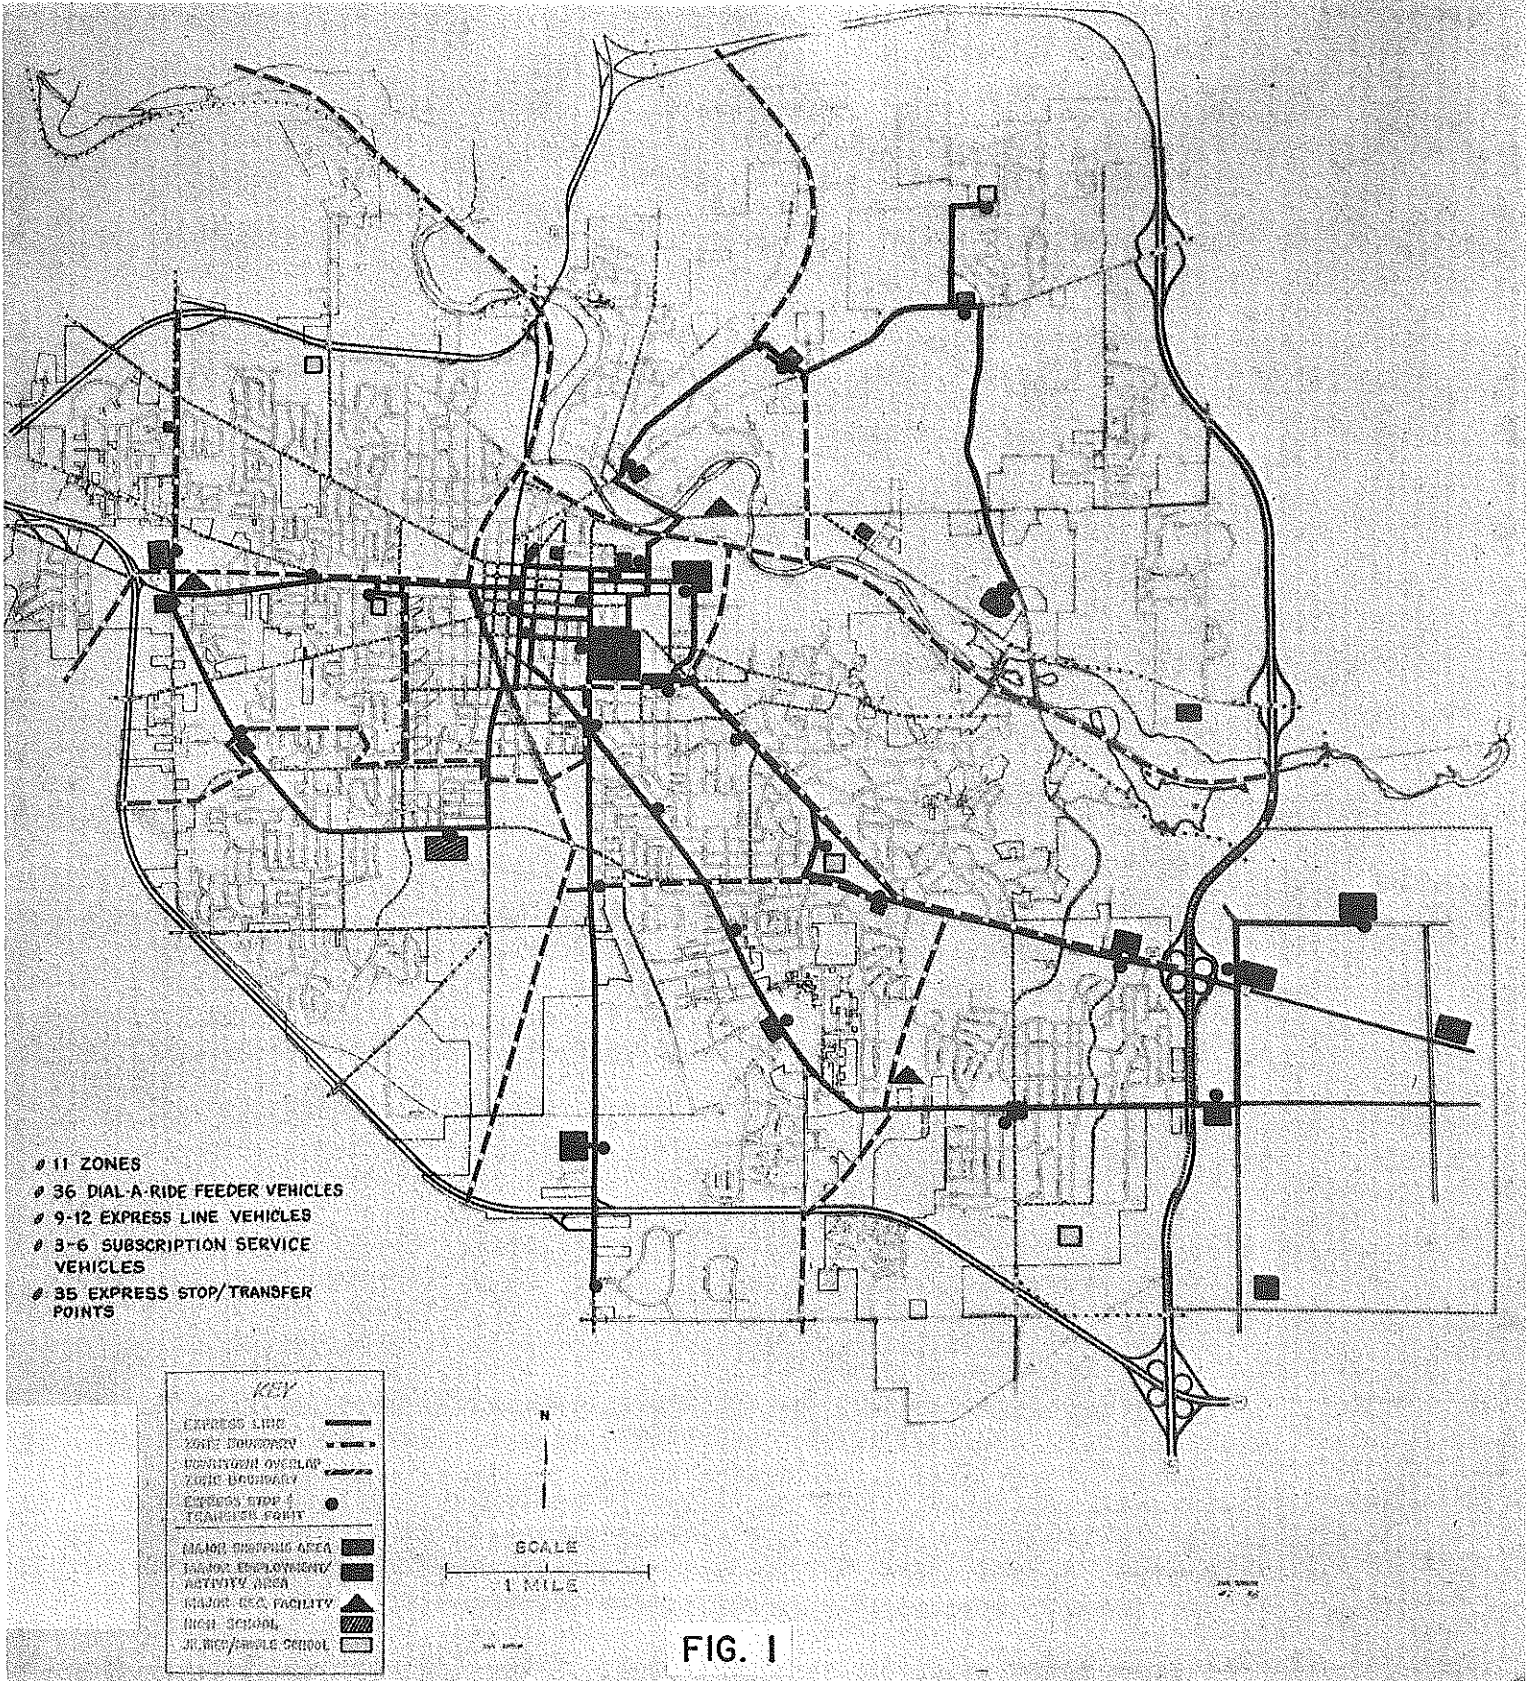 11 ZONES
36 DIAL-A-RIDE FEEDER VEHICLES
9-12 EXPRESS LINE VEHICLES
3-6 SUBSCRIPTION SERVICE
VEHICLES
35 EXPRESS STOP/TRANSFER
POINTS
KEY
EXPRESS LINE
ZONE BOUNDARY
DOWNTOWN OVERLAP
ZONE BOUNDARY
EXPRESS STOP &
TRANSFER POINT
MAJOR SHOPPING AREA
MAJOR EMPLOYMENT/
ACTIVITY AREA
MAJOR REC. FACILITY
HIGH SCHOOL
JR. HIGH/MIDDLE SCHOOL
N
SCALE
1 MILE
FIG. 1